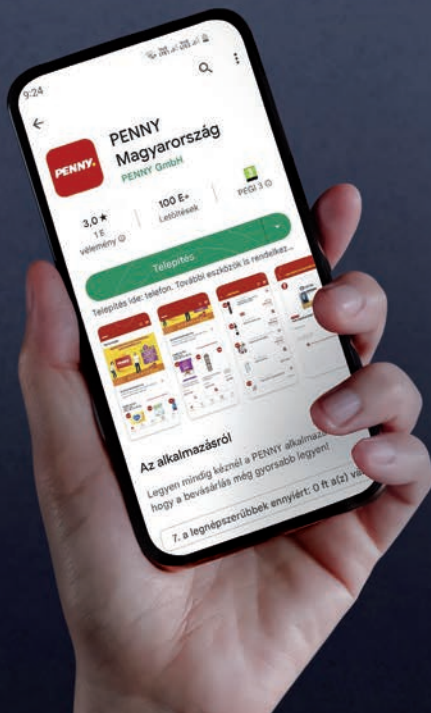 9:24
PENNY.
PENNY
Magyarország
PENNY GmbH
3,0★
1 E
vélemény
100 E+
Letöltések
3
PEGI 3
Telepítés
Telepítés ide: telefon. További eszközök is rendelkez...
Az alkalmazásról
Legyen mindig kéznél a PENNY
hogy a bevásárlás még gyorsabb legyen!
7. a legnépszerűbbek ennyiért: 0 ft a(z)